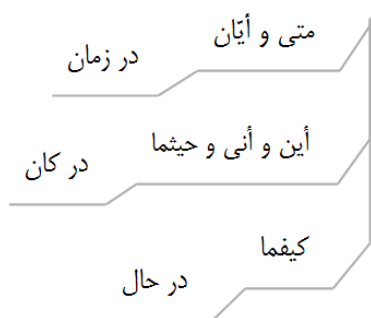 متی و أیّان
در زمان
أین و أنی و حیثما
در کان
کیفما
در حال